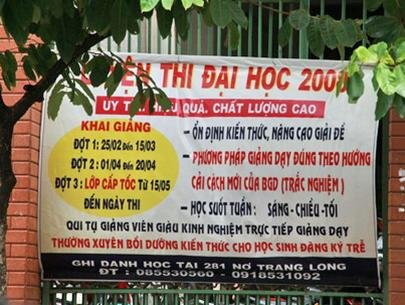 LUYỆN THI ĐẠI HỌC 200
UY TÍN HIỆU QUẢ, CHẤT LƯỢNG CAO
KHAI GIẢNG
ĐỢT 1: 25/02 Đến 15/03
ĐỢT 2: 01/04 Đến 20/04
ĐỢT 3 : LỚP CẤP TỐC TỪ 15/05
ĐẾN NGÀY THI
- ỔN ĐỊNH KIẾN THỨC, NÂNG CAO GIẢI ĐỀ
- PHƯƠNG PHÁP GIẢNG DẠY ĐÚNG THEO HƯỚNG
CẢI CÁCH MỚI CỦA BGD (TRẮC NGHIỆM )
- HỌC SUỐT TUẦN : SÁNG-CHIỀU-TỐI
QUI TỤ GIẢNG VIÊN GIÀU KINH NGHIỆM TRỰC TIẾP GIẢNG DẠY
THƯỜNG XUYÊN BỒI DƯỠNG KIẾN THỨC CHO HỌC SINH ĐĂNG KÝ TRỄ
GHI DANH HỌC TẠI 281 NƠ TRANG LONG
ĐT : 085530560 - 0918531092